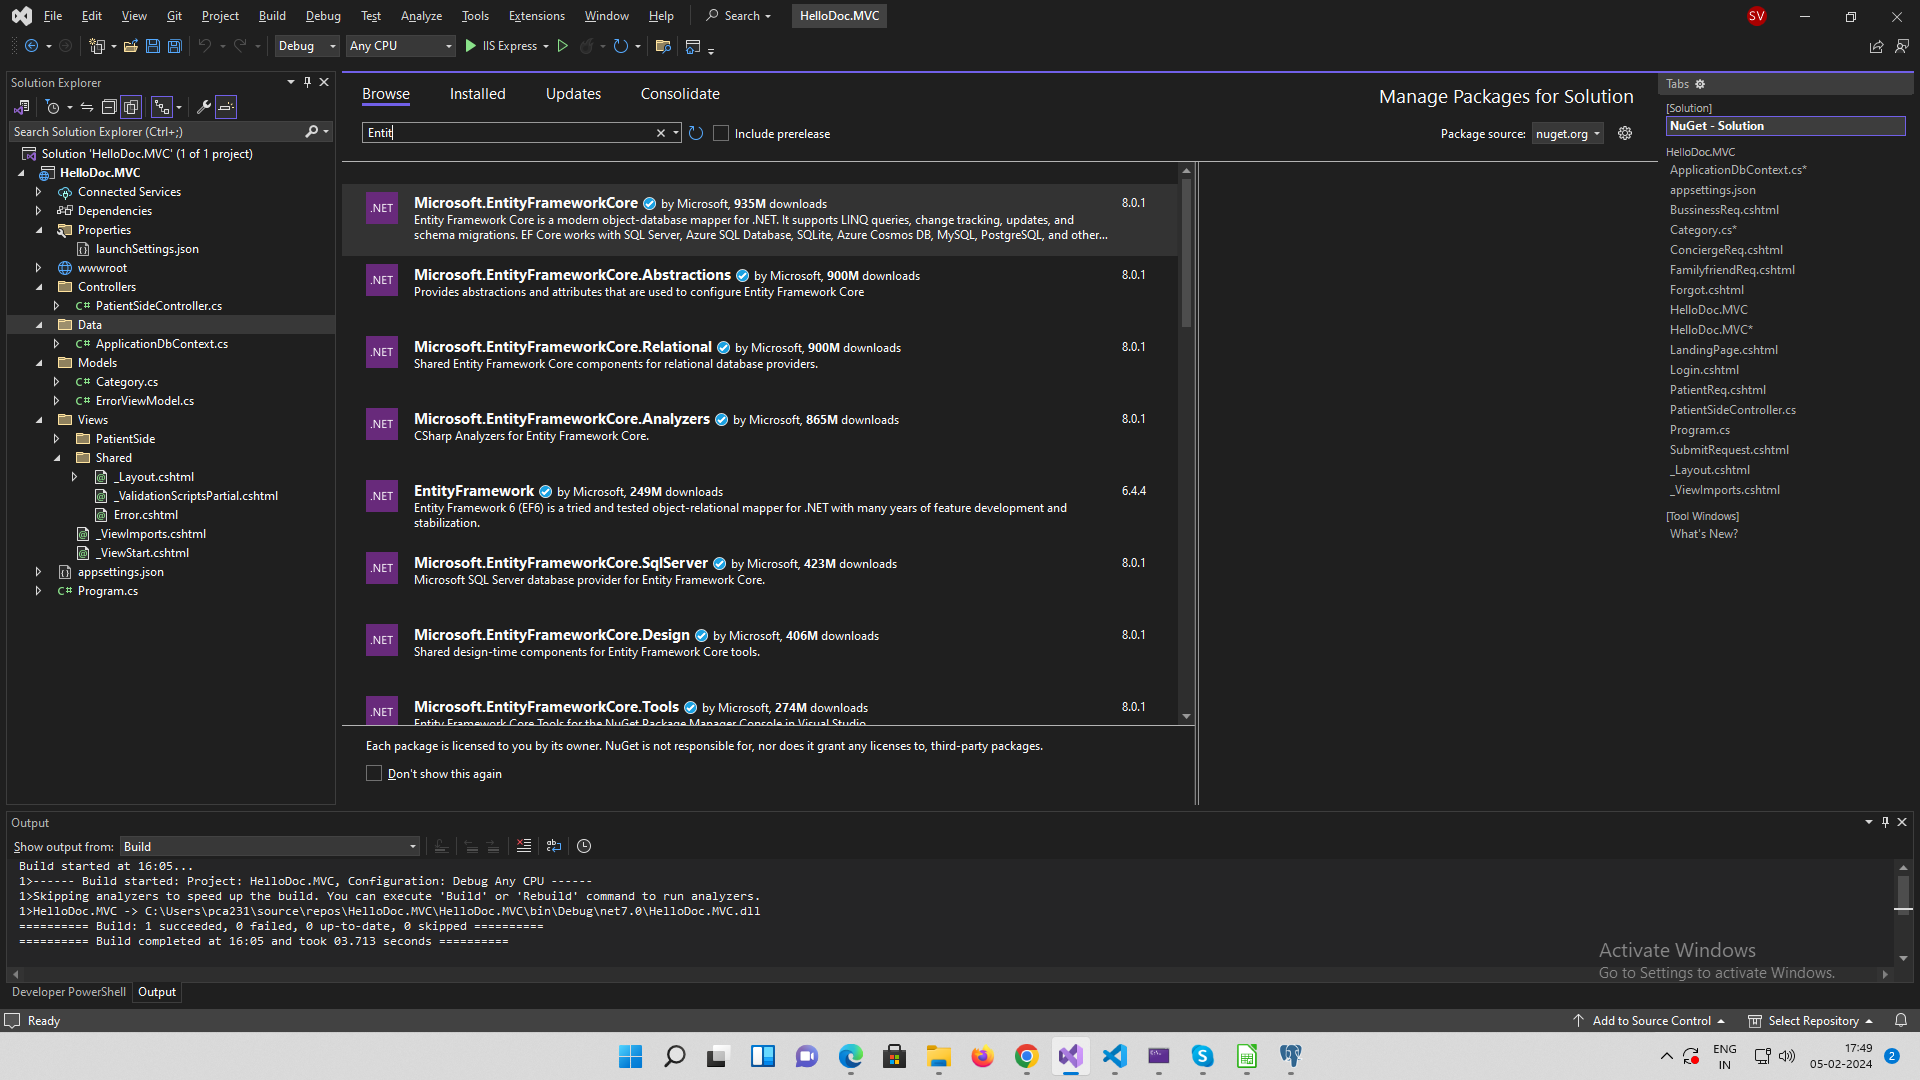 File Edit View Git Project Build Debug Test Analyze Tools Extensions Window Help Search HelloDoc.MVC SV
Debug Any CPU IIS Express
Solution Explorer
Search Solution Explorer (Ctrl+;)
Solution 'HelloDoc.MVC' (1 of 1 project)
HelloDoc.MVC
Connected Services
Dependencies
Properties
launchSettings.json
wwwroot
Controllers
C# PatientSideController.cs
Data
C# ApplicationDbContext.cs
Models
C# Category.cs
C# ErrorViewModel.cs
Views
PatientSide
Shared
_Layout.cshtml
_ValidationScriptsPartial.cshtml
Error.cshtml
_ViewImports.cshtml
_ViewStart.cshtml
appsettings.json
C# Program.cs
Browse Installed Updates Consolidate
Manage Packages for Solution
Entit
Include prerelease
Package source: nuget.org
.NET Microsoft.EntityFrameworkCore by Microsoft, 935M downloads 8.0.1
Entity Framework Core is a modern object-database mapper for .NET. It supports LINQ queries, change tracking, updates, and
schema migrations. EF Core works with SQL Server, Azure SQL Database, SQLite, Azure Cosmos DB, MySQL, PostgreSQL, and other...
.NET Microsoft.EntityFrameworkCore.Abstractions by Microsoft, 900M downloads 8.0.1
Provides abstractions and attributes that are used to configure Entity Framework Core
.NET Microsoft.EntityFrameworkCore.Relational by Microsoft, 900M downloads 8.0.1
Shared Entity Framework Core components for relational database providers.
.NET Microsoft.EntityFrameworkCore.Analyzers by Microsoft, 865M downloads 8.0.1
CSharp Analyzers for Entity Framework Core.
.NET EntityFramework by Microsoft, 249M downloads 6.4.4
Entity Framework 6 (EF6) is a tried and tested object-relational mapper for .NET with many years of feature development and
stabilization.
.NET Microsoft.EntityFrameworkCore.SqlServer by Microsoft, 423M downloads 8.0.1
Microsoft SQL Server database provider for Entity Framework Core.
.NET Microsoft.EntityFrameworkCore.Design by Microsoft, 406M downloads 8.0.1
Shared design-time components for Entity Framework Core tools.
.NET Microsoft.EntityFrameworkCore.Tools by Microsoft, 274M downloads 8.0.1
Entity Framework Core Tools for the NuGet Package Manager Console in Visual Studio.
Each package is licensed to you by its owner. NuGet is not responsible for, nor does it grant any licenses to, third-party packages.
Don't show this again
Tabs
[Solution]
NuGet - Solution
HelloDoc.MVC
ApplicationDbContext.cs*
appsettings.json
BussinessReq.cshtml
Category.cs*
ConciergeReq.cshtml
FamilyfriendReq.cshtml
Forgot.cshtml
HelloDoc.MVC
HelloDoc.MVC*
LandingPage.cshtml
Login.cshtml
PatientReq.cshtml
PatientSideController.cs
Program.cs
SubmitRequest.cshtml
_Layout.cshtml
_ViewImports.cshtml
[Tool Windows]
What's New?
Output
Show output from: Build
Build started at 16:05...
1>------ Build started: Project: HelloDoc.MVC, Configuration: Debug Any CPU ------
1>Skipping analyzers to speed up the build. You can execute 'Build' or 'Rebuild' command to run analyzers.
1>HelloDoc.MVC -> C:\Users\pca231\source\repos\HelloDoc.MVC\HelloDoc.MVC\bin\Debug\net7.0\HelloDoc.MVC.dll
========== Build: 1 succeeded, 0 failed, 0 up-to-date, 0 skipped ==========
========== Build completed at 16:05 and took 03.713 seconds ==========
Activate Windows
Go to Settings to activate Windows.
Developer PowerShell Output
Ready Add to Source Control Select Repository
ENG 17:49
IN 05-02-2024 2